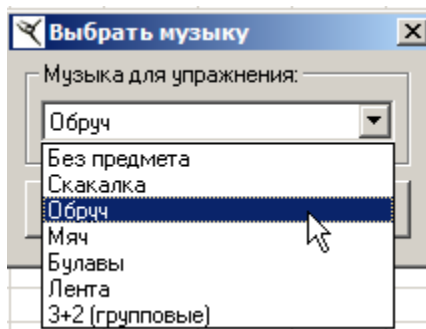 Выбрать музыку
Музыка для упражнения:
Обруч
Без предмета
Скакалка
Обруч
Мяч
Булавы
Лента
3+2 (групповые)